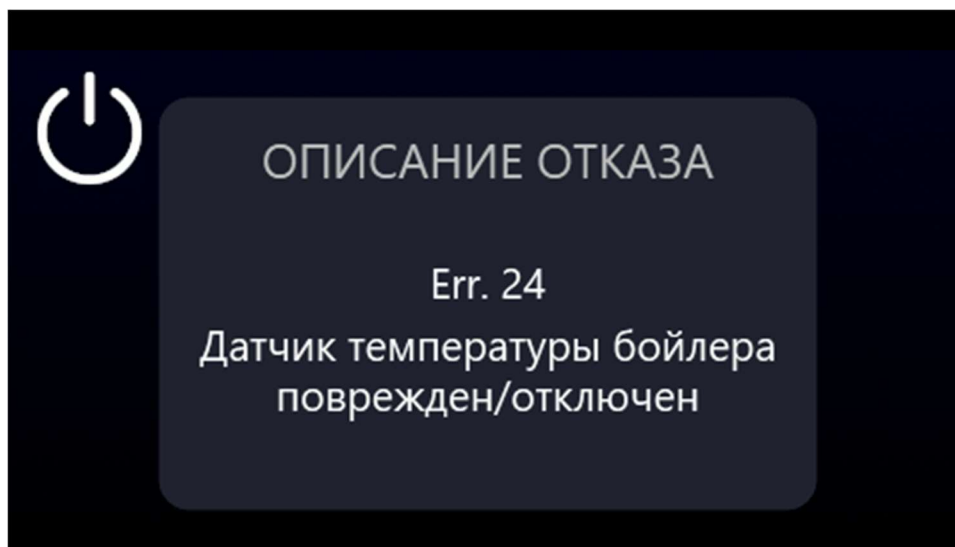 ОПИСАНИЕ ОТКАЗА
Err. 24
Датчик температуры бойлера
поврежден/отключен